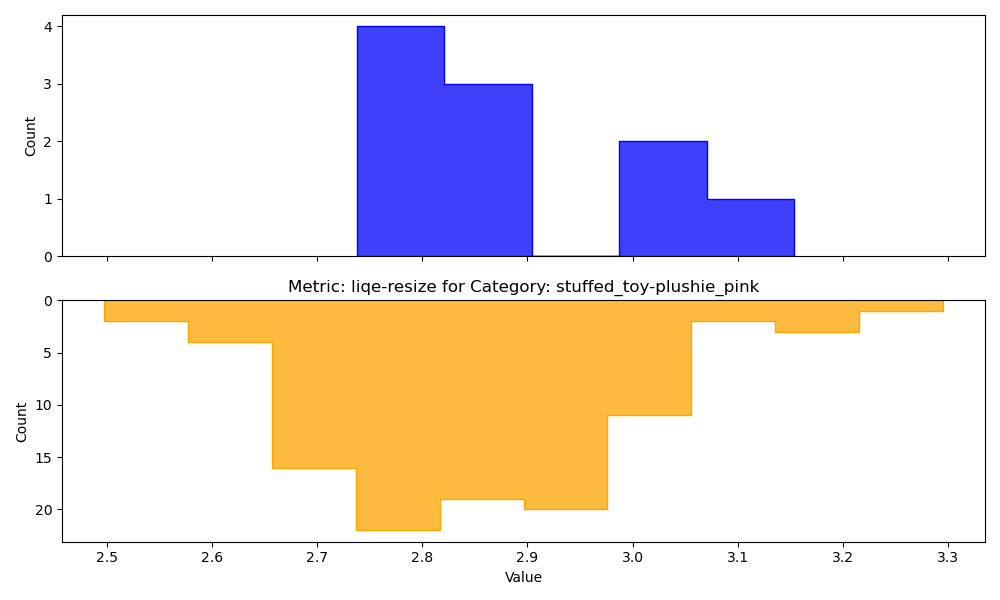 4
3
2
1
0
Count
Metric: liqe-resize for Category: stuffed_toy-plushie_pink
0
5
10
15
20
Count
2.5 2.6 2.7 2.8 2.9 3.0 3.1 3.2 3.3
Value